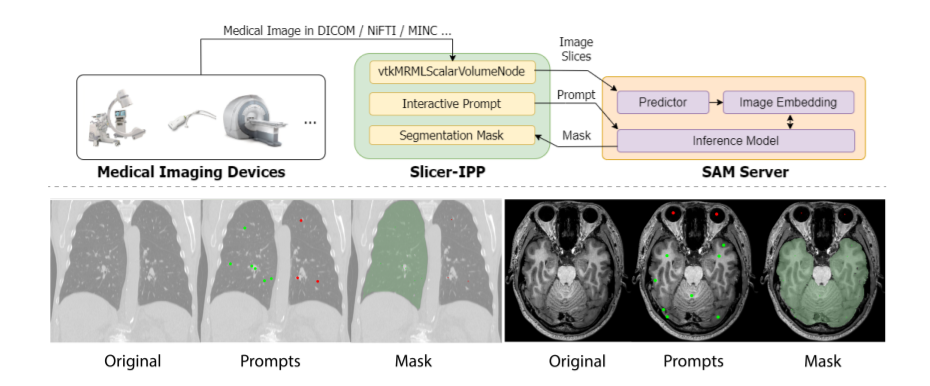 Medical Image in DICOM / NiFTI / MINC ...
Image
Slices
vtkMRMLScalarVolumeNode
Interactive Prompt
Prompt
Predictor
Image Embedding
...
Segmentation Mask
Mask
Inference Model
Medical Imaging Devices
Slicer-IPP
SAM Server
Original
Prompts
Mask
Original
Prompts
Mask